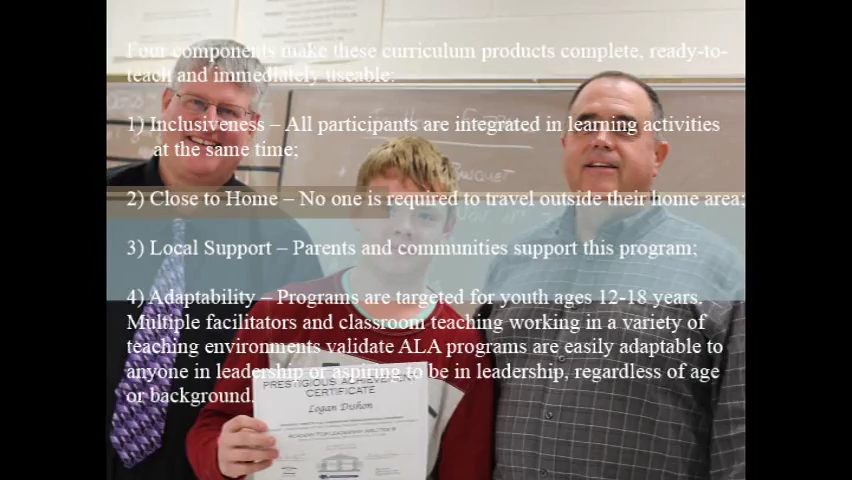 Four components make these curriculum products complete, ready-to-
teach and immediately useable:
1) Inclusiveness – All participants are integrated in learning activities
at the same time;
2) Close to Home – No one is required to travel outside their home area;
3) Local Support – Parents and communities support this program;
4) Adaptability – Programs are targeted for youth ages 12-18 years.
Multiple facilitators and classroom teaching working in a variety of
teaching environments validate ALA programs are easily adaptable to
anyone in leadership or aspiring to be in leadership, regardless of age
or background.
BANQUET
PRESTIGIOUS ACHIEVEMENT
CERTIFICATE
Logan Dishon